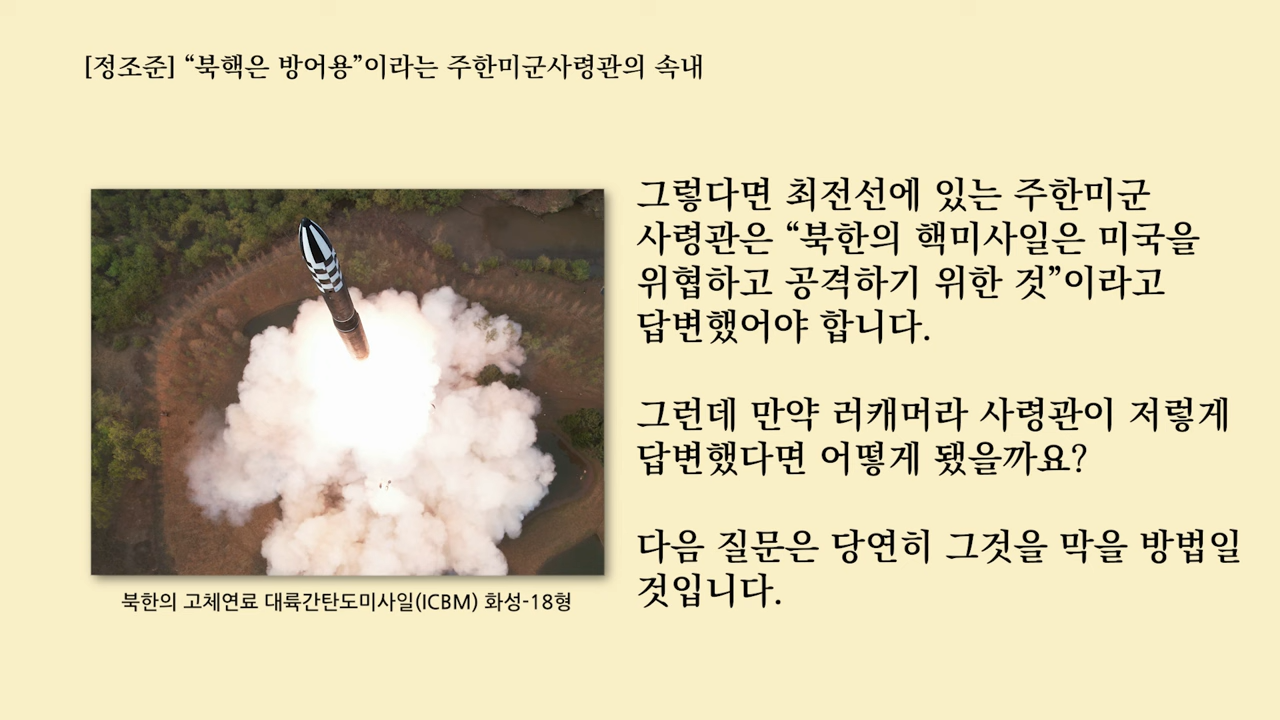 [정조준] “북핵은 방어용”이라는 주한미군사령관의 속내
그렇다면 최전선에 있는 주한미군
사령관은 “북한의 핵미사일은 미국을
위협하고 공격하기 위한 것”이라고
답변했어야 합니다.
그런데 만약 러캐머라 사령관이 저렇게
답변했다면 어떻게 됐을까요?
다음 질문은 당연히 그것을 막을 방법일
것입니다.
북한의 고체연료 대륙간탄도미사일(ICBM) 화성-18형